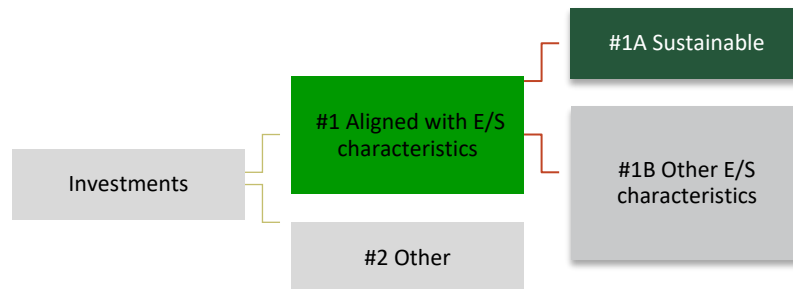 #1A Sustainable
#1 Aligned with E/S
characteristics
#1B Other E/S
characteristics
Investments
#2 Other